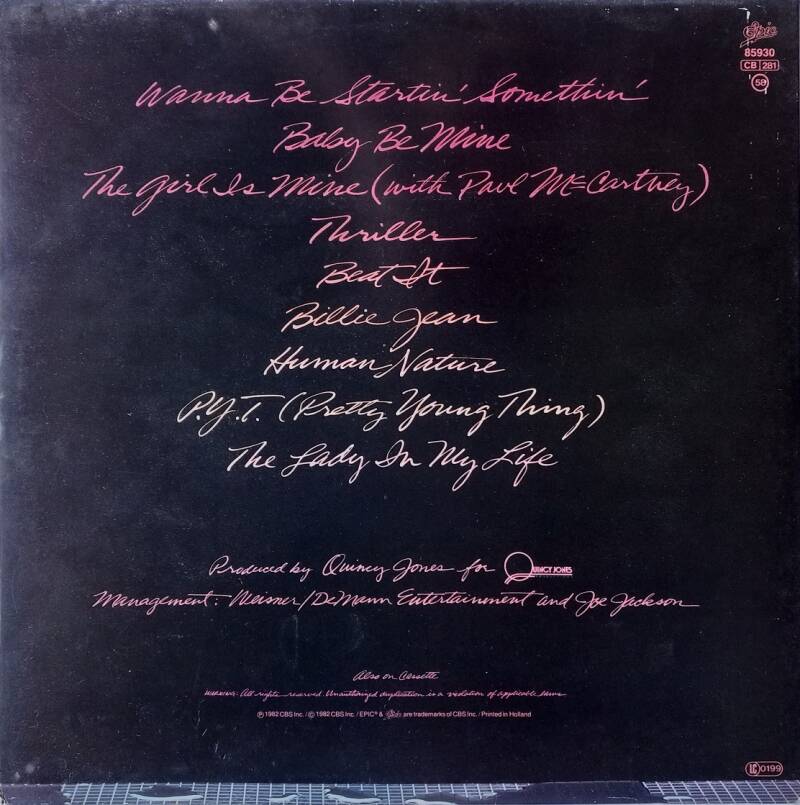 Epic
85930
CB 281
59
Wanna Be Startin' Somethin'
Baby Be Mine
The Girl Is Mine (with Paul McCartney)
Thriller
Beat It
Billie Jean
Human Nature
P.Y.T. (Pretty Young Thing)
The Lady In My Life
Produced by Quincy Jones for QUINCY JONES
Management: Weisner/DeMann Entertainment and Joe Jackson
Also on Cassette
WARNING: All rights reserved. Unauthorized duplication is a violation of applicable laws.
℗ 1982 CBS Inc. / © 1982 CBS Inc. / EPIC® & Epic are trademarks of CBS Inc. / Printed in Holland
LC 0199